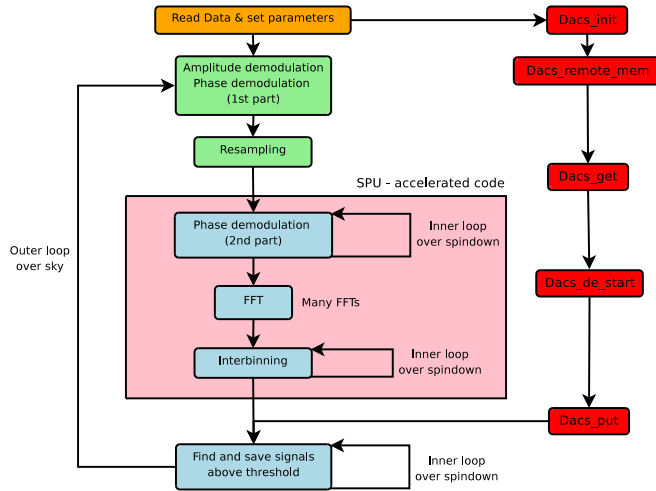 Read Data & set parameters
Dacs_init
Amplitude demodulation
Phase demodulation
(1st part)
Dacs_remote_mem
Resampling
Dacs_get
SPU - accelerated code
Phase demodulation
(2nd part)
Inner loop
over spindown
Outer loop
over sky
FFT
Many FFTs
Dacs_de_start
Interbinning
Inner loop
over spindown
Dacs_put
Find and save signals
above threshold
Inner loop
over spindown